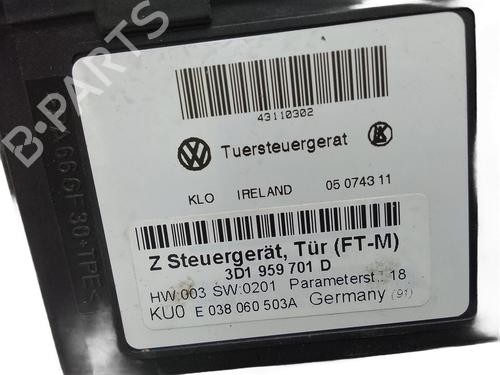 43110302
Tuersteuergerat
KLO IRELAND 05 0743 11
Z Steuergerät, Tür (FT-M)
3D1 959 701 D
HW:003 SW:0201 Parameterst.: 18
KU0 E 038 060 503A Germany (91)
66GF 30+TPE<
B-PARTS